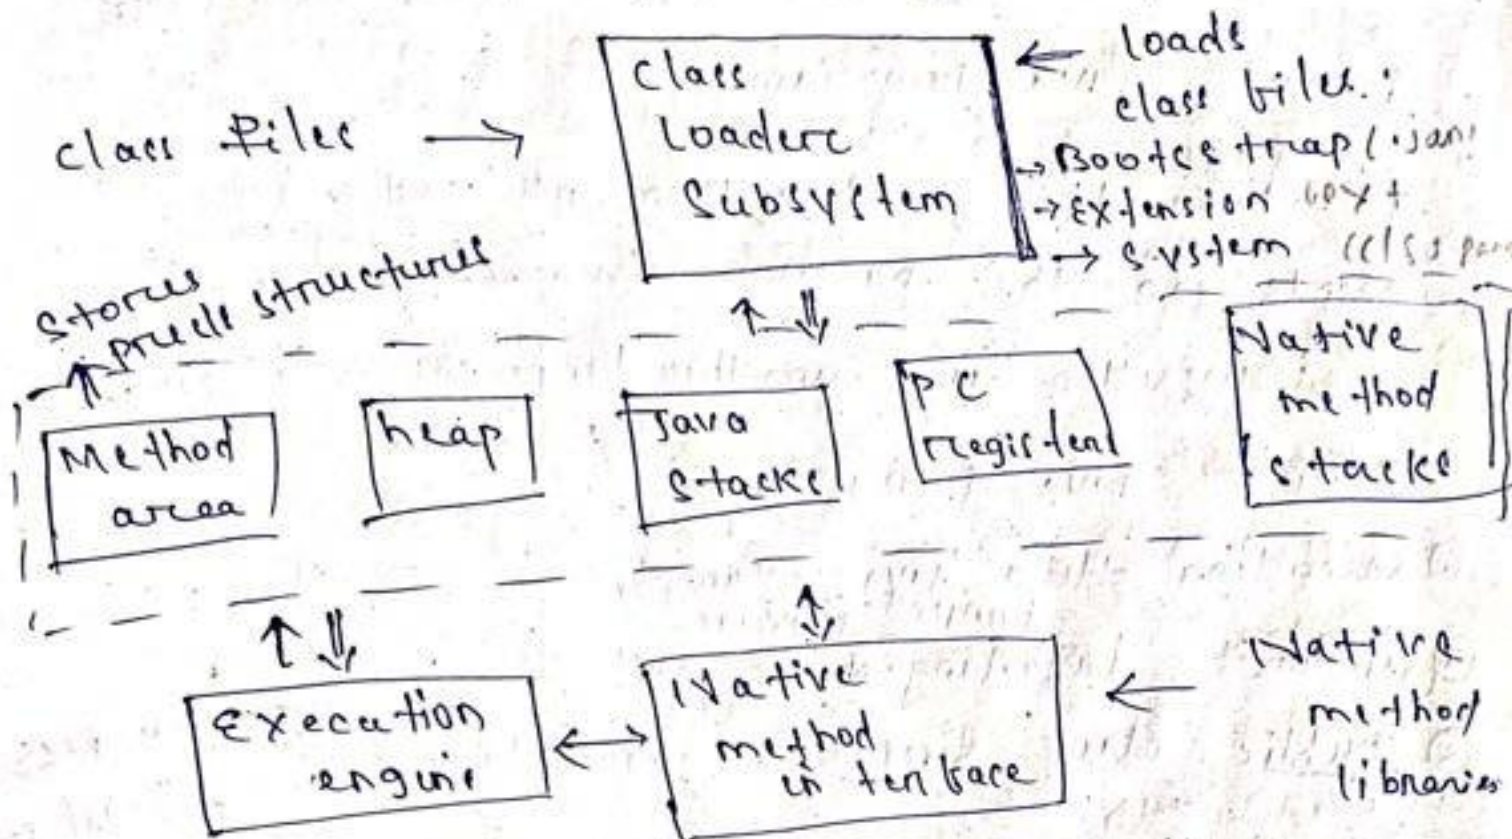 Class Files
Class
Loader
Subsystem
loads
class files:
Bootstrap (.jar)
Extension
System
Stores
structures
Method
area
heap
Java
Stacks
PC
register
Native
method
stacks
Execution
engine
Native
method
interface
Native
method
libraries